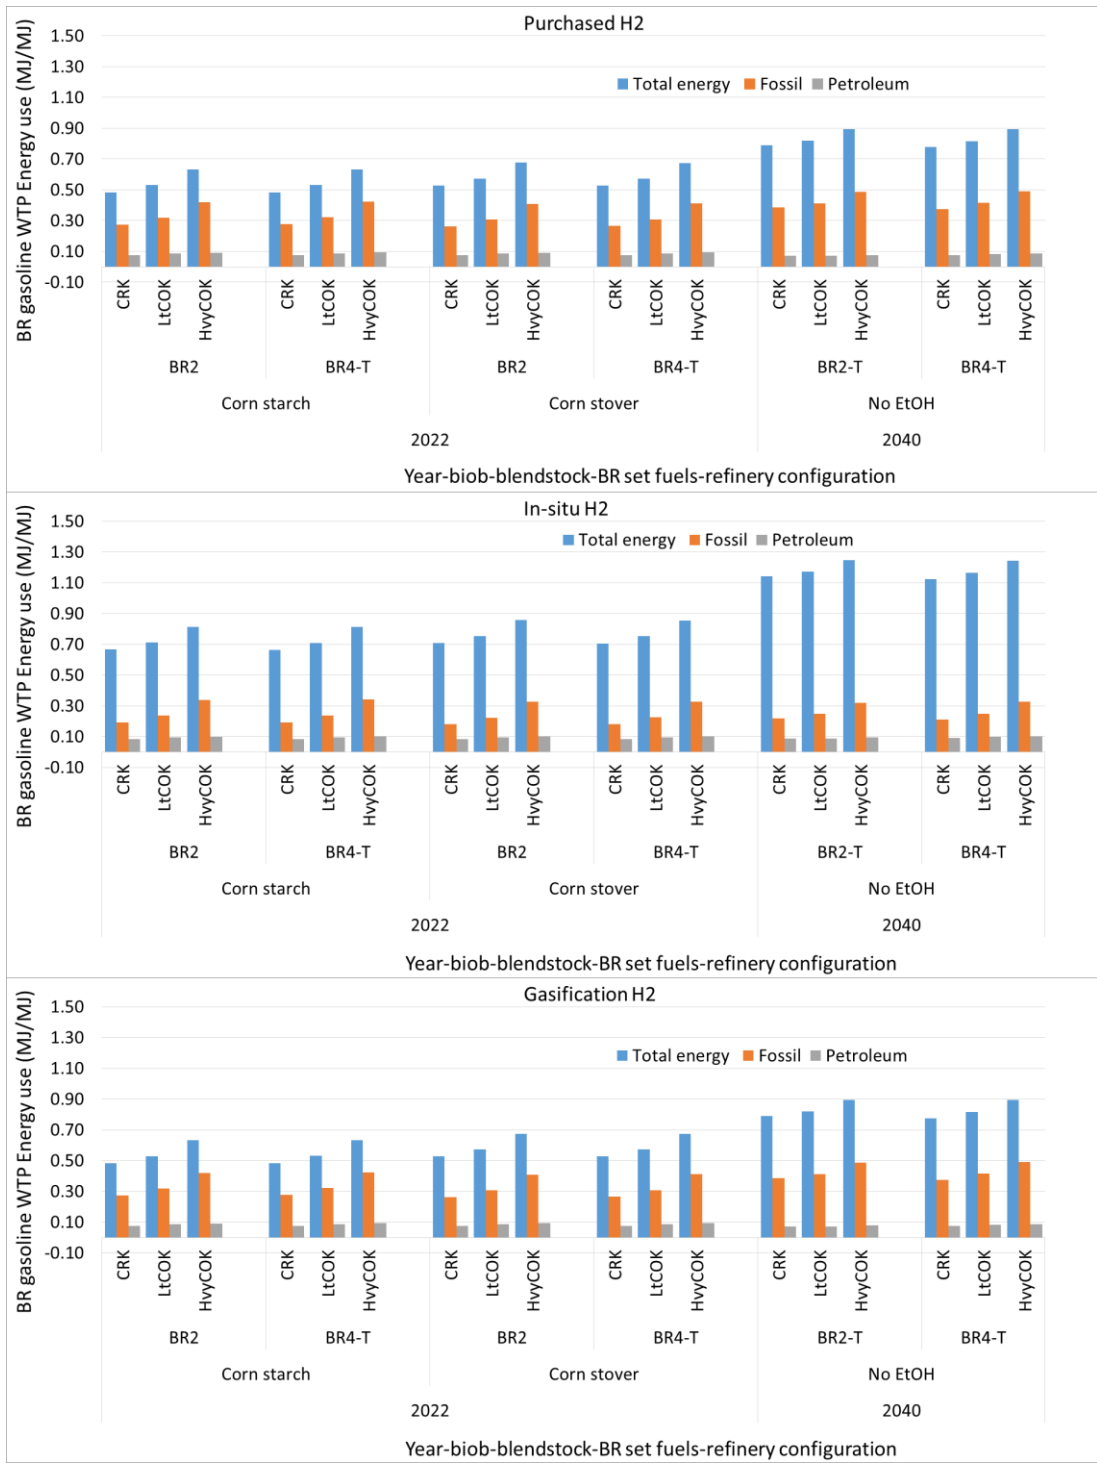 Purchased H2
BR gasoline WTP Energy use (MJ/MJ)
1.50
1.30
1.10
0.90
0.70
0.50
0.30
0.10
-0.10
Total energy Fossil Petroleum
CRK LtCOK HvyCOK CRK LtCOK HvyCOK CRK LtCOK HvyCOK CRK LtCOK HvyCOK CRK LtCOK HvyCOK CRK LtCOK HvyCOK
BR2 BR4-T BR2 BR4-T BR2-T BR4-T
Corn starch Corn stover No EtOH
2022 2040
Year-biob-blendstock-BR set fuels-refinery configuration
In-situ H2
BR gasoline WTP Energy use (MJ/MJ)
1.50
1.30
1.10
0.90
0.70
0.50
0.30
0.10
-0.10
Total energy Fossil Petroleum
CRK LtCOK HvyCOK CRK LtCOK HvyCOK CRK LtCOK HvyCOK CRK LtCOK HvyCOK CRK LtCOK HvyCOK CRK LtCOK HvyCOK
BR2 BR4-T BR2 BR4-T BR2-T BR4-T
Corn starch Corn stover No EtOH
2022 2040
Year-biob-blendstock-BR set fuels-refinery configuration
Gasification H2
BR gasoline WTP Energy use (MJ/MJ)
1.50
1.30
1.10
0.90
0.70
0.50
0.30
0.10
-0.10
Total energy Fossil Petroleum
CRK LtCOK HvyCOK CRK LtCOK HvyCOK CRK LtCOK HvyCOK CRK LtCOK HvyCOK CRK LtCOK HvyCOK CRK LtCOK HvyCOK
BR2 BR4-T BR2 BR4-T BR2-T BR4-T
Corn starch Corn stover No EtOH
2022 2040
Year-biob-blendstock-BR set fuels-refinery configuration